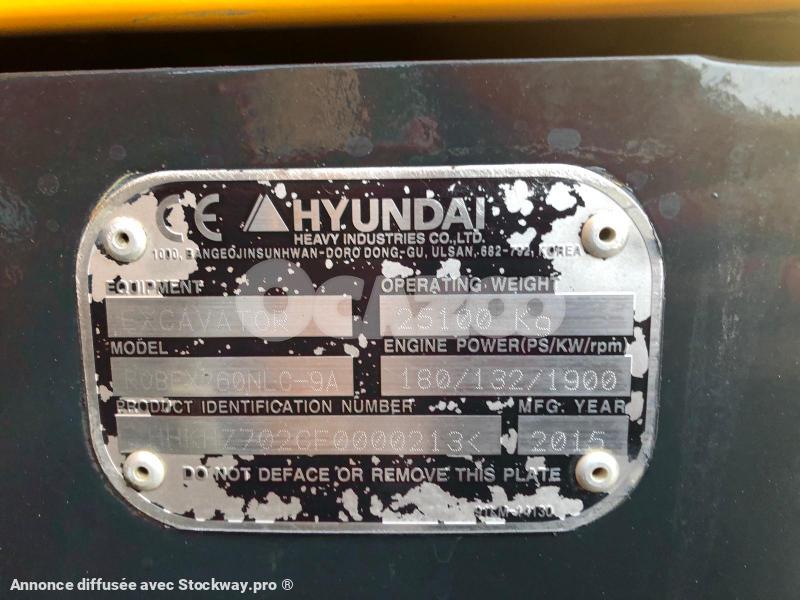 CE HYUNDAI
HEAVY INDUSTRIES CO., LTD.
1000, BANGEOJINSUNHWAN-DORO DONG-GU, ULSAN, 682-792, KOREA
EQUIPMENT OPERATING WEIGHT
EXCAVATOR 25100 Kg
MODEL ENGINE POWER(PS/KW/rpm)
ROBEX260NLC-9A 180/132/1900
PRODUCT IDENTIFICATION NUMBER MFG. YEAR
2015
DO NOT DEFACE OR REMOVE THIS PLATE
Ocazoo
Annonce diffusée avec Stockway.pro ®